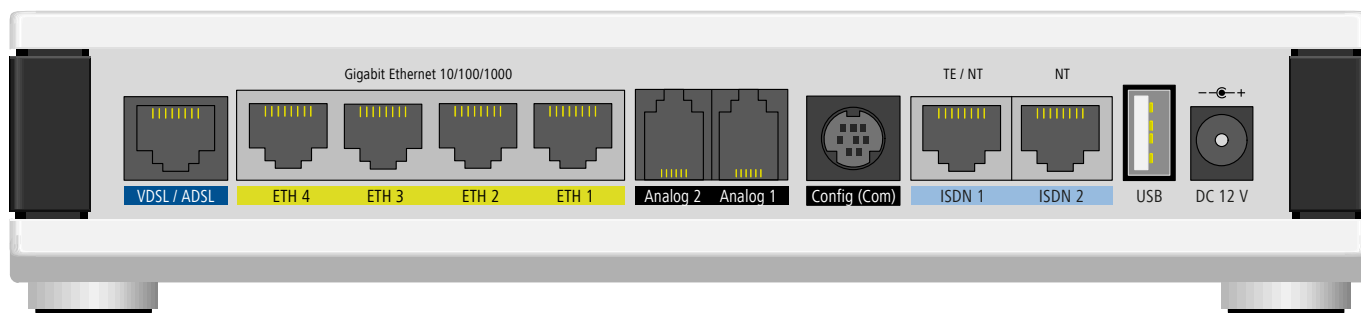 Gigabit Ethernet 10/100/1000
TE / NT
NT
- +
VDSL / ADSL
ETH 4
ETH 3
ETH 2
ETH 1
Analog 2
Analog 1
Config (Com)
ISDN 1
ISDN 2
USB
DC 12 V